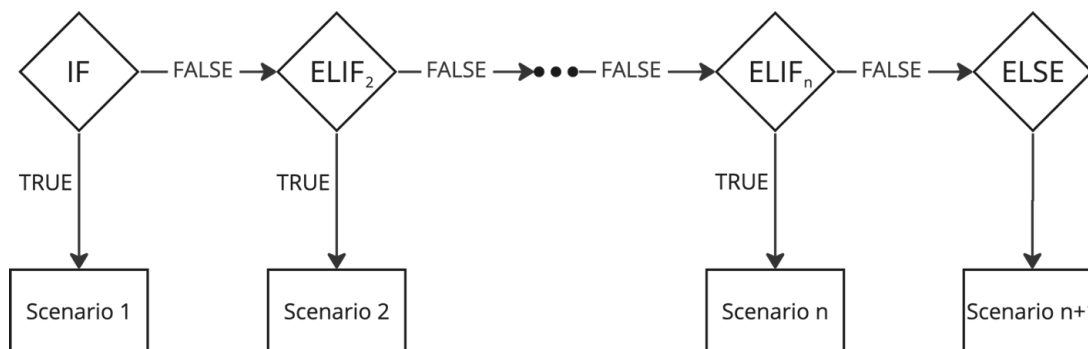 IF FALSE ELIF₂ FALSE ••• FALSE ELIFₙ FALSE ELSE
TRUE TRUE TRUE
Scenario 1 Scenario 2 Scenario n Scenario n+